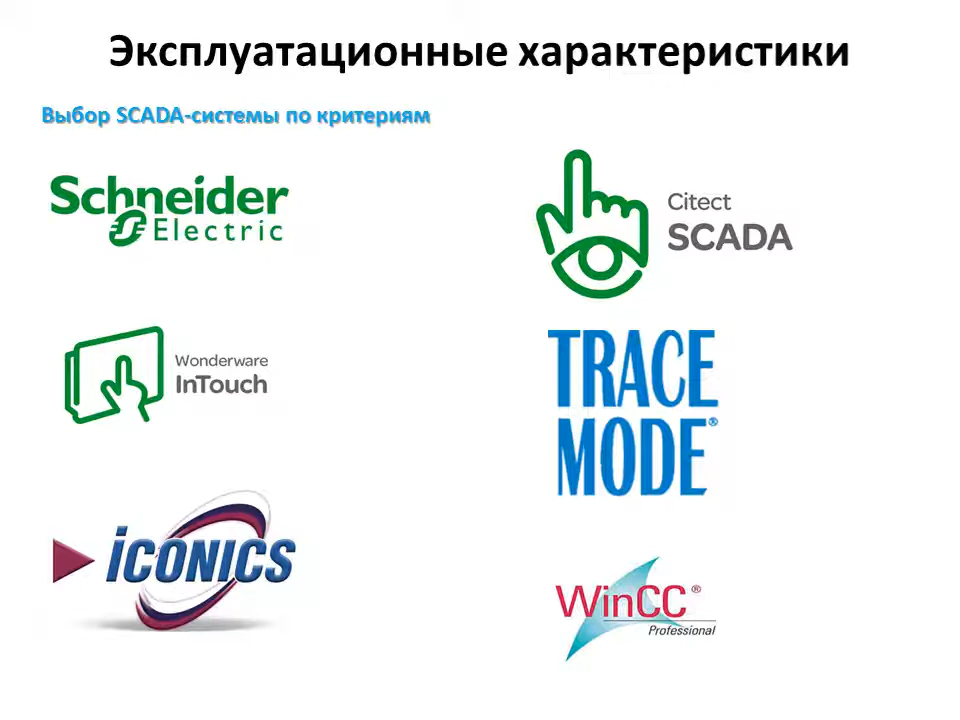 Эксплуатационные характеристики
Выбор SCADA-системы по критериям
Schneider
Electric
Citect
SCADA
Wonderware
InTouch
TRACE
MODE®
iCONICS
WinCC®
Professional